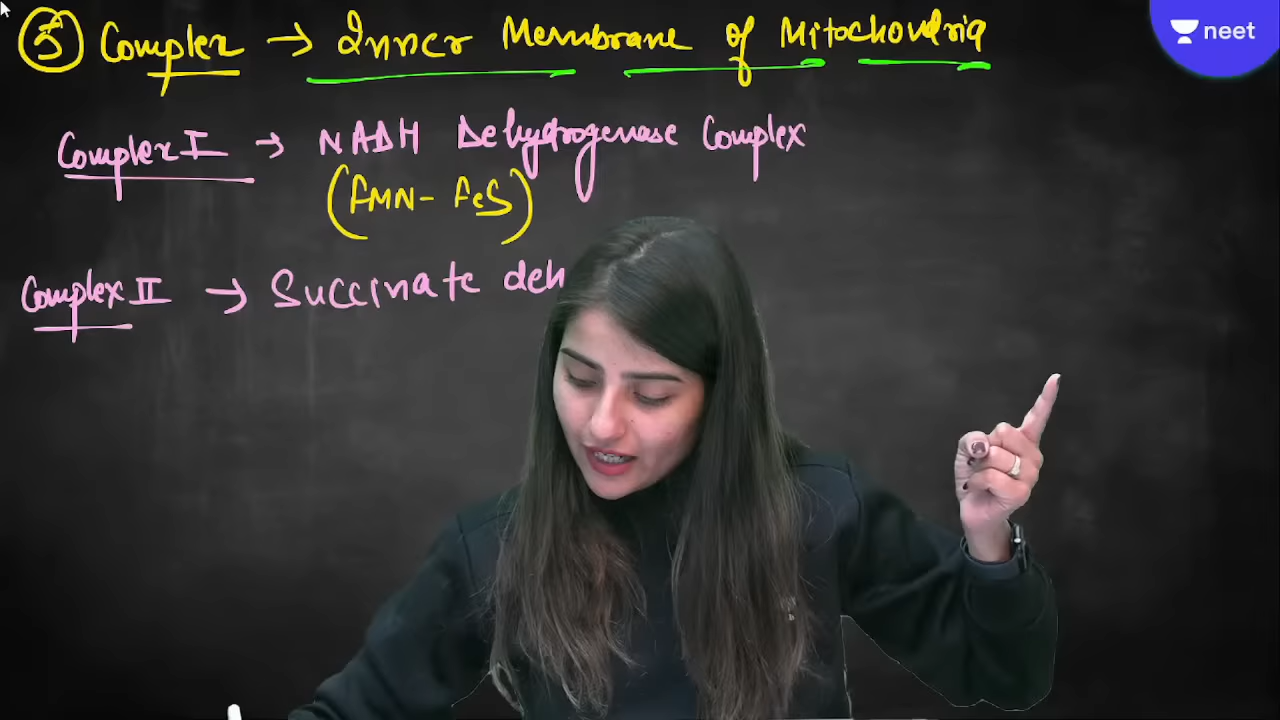 5 Complex → Inner Membrane of Mitochondria
neet
Complex I → NADH Dehydrogenase Complex
(FMN- FeS)
Complex II → Succinate deh